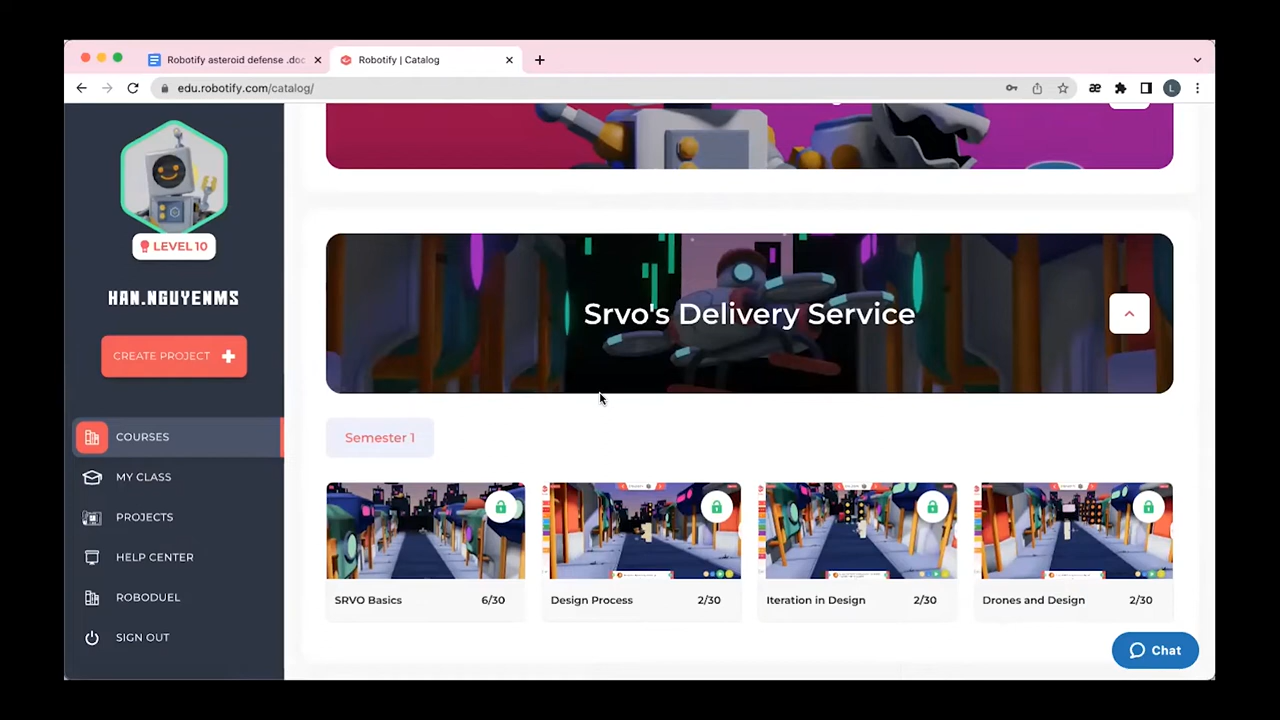 Robotify asteroid defense .doc
Robotify | Catalog
edu.robotify.com/catalog/
L
LEVEL 10
HAN.NGUYENMS
CREATE PROJECT
COURSES
MY CLASS
PROJECTS
HELP CENTER
ROBODUEL
SIGN OUT
Srvo's Delivery Service
Semester 1
SRVO Basics 6/30
Design Process 2/30
Iteration in Design 2/30
Drones and Design 2/30
Chat